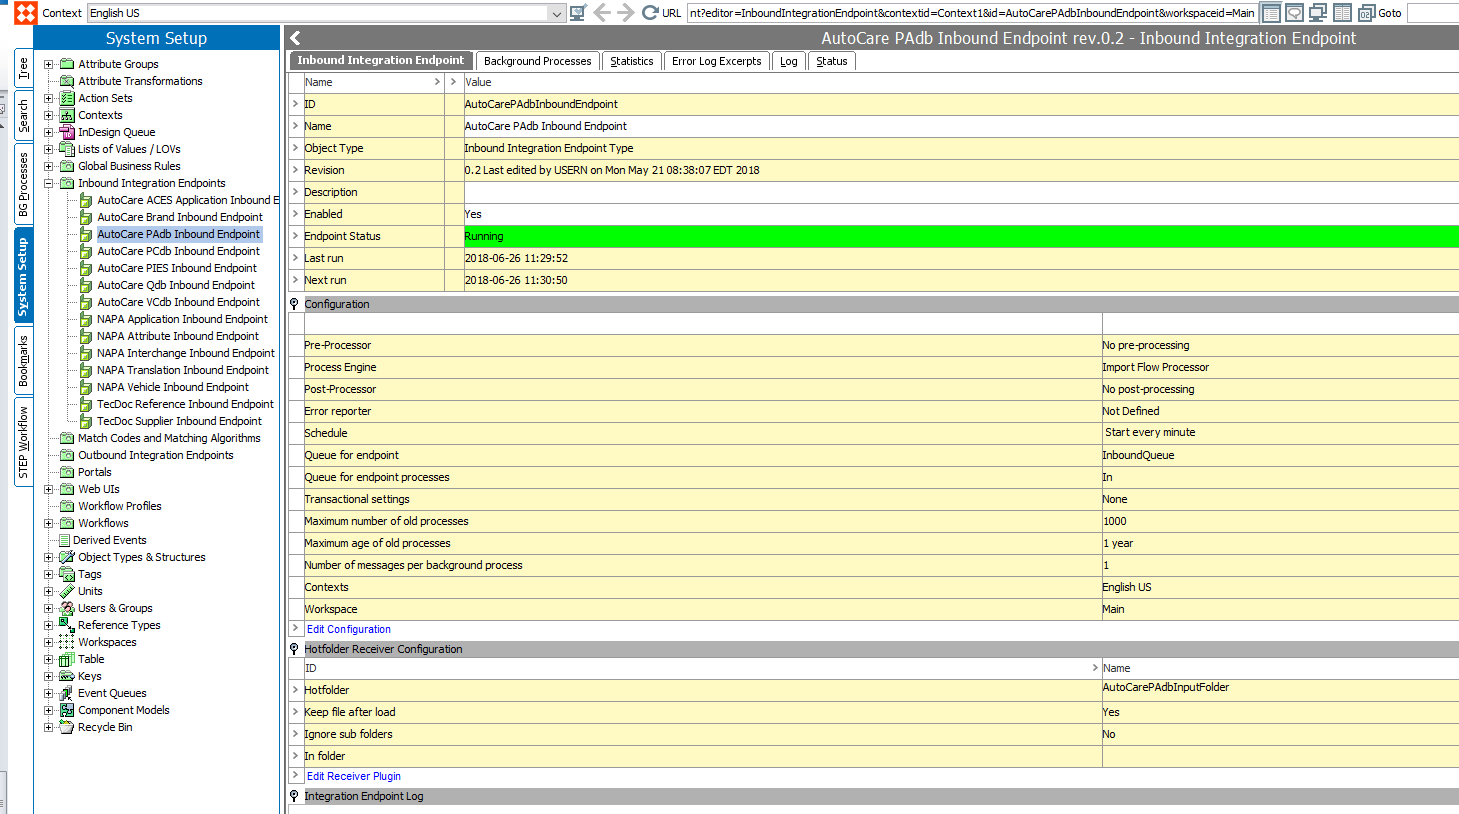 Context English US URL nt?editor=InboundIntegrationEndpoint&contextid=Context1&id=AutoCarePAdbInboundEndpoint&workspaceid=Main Goto
Tree
Search
BG Processes
System Setup
Bookmarks
STEP Workflow
System Setup
Attribute Groups
Attribute Transformations
Action Sets
Contexts
InDesign Queue
Lists of Values / LOVs
Global Business Rules
Inbound Integration Endpoints
AutoCare ACES Application Inbound E
AutoCare Brand Inbound Endpoint
AutoCare PAdb Inbound Endpoint
AutoCare PCdb Inbound Endpoint
AutoCare PIES Inbound Endpoint
AutoCare Qdb Inbound Endpoint
AutoCare VCdb Inbound Endpoint
NAPA Application Inbound Endpoint
NAPA Attribute Inbound Endpoint
NAPA Interchange Inbound Endpoint
NAPA Translation Inbound Endpoint
NAPA Vehicle Inbound Endpoint
TecDoc Reference Inbound Endpoint
TecDoc Supplier Inbound Endpoint
Match Codes and Matching Algorithms
Outbound Integration Endpoints
Portals
Web UIs
Workflow Profiles
Workflows
Derived Events
Object Types & Structures
Tags
Units
Users & Groups
Reference Types
Workspaces
Table
Keys
Event Queues
Component Models
Recycle Bin
AutoCare PAdb Inbound Endpoint rev.0.2 - Inbound Integration Endpoint
Inbound Integration Endpoint Background Processes Statistics Error Log Excerpts Log Status
Name > > Value
ID AutoCarePAdbInboundEndpoint
Name AutoCare PAdb Inbound Endpoint
Object Type Inbound Integration Endpoint Type
Revision 0.2 Last edited by USERN on Mon May 21 08:38:07 EDT 2018
Description
Enabled Yes
Endpoint Status Running
Last run 2018-06-26 11:29:52
Next run 2018-06-26 11:30:50
Configuration
Pre-Processor No pre-processing
Process Engine Import Flow Processor
Post-Processor No post-processing
Error reporter Not Defined
Schedule Start every minute
Queue for endpoint InboundQueue
Queue for endpoint processes In
Transactional settings None
Maximum number of old processes 1000
Maximum age of old processes 1 year
Number of messages per background process 1
Contexts English US
Workspace Main
Edit Configuration
Hotfolder Receiver Configuration
ID > Name
Hotfolder AutoCarePAdbInputFolder
Keep file after load Yes
Ignore sub folders No
In folder
Edit Receiver Plugin
Integration Endpoint Log